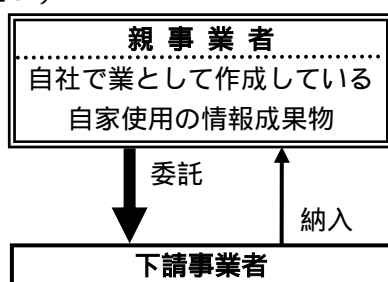 親事業者
自社で業として作成している
自家使用の情報成果物
委託
納入
下請事業者